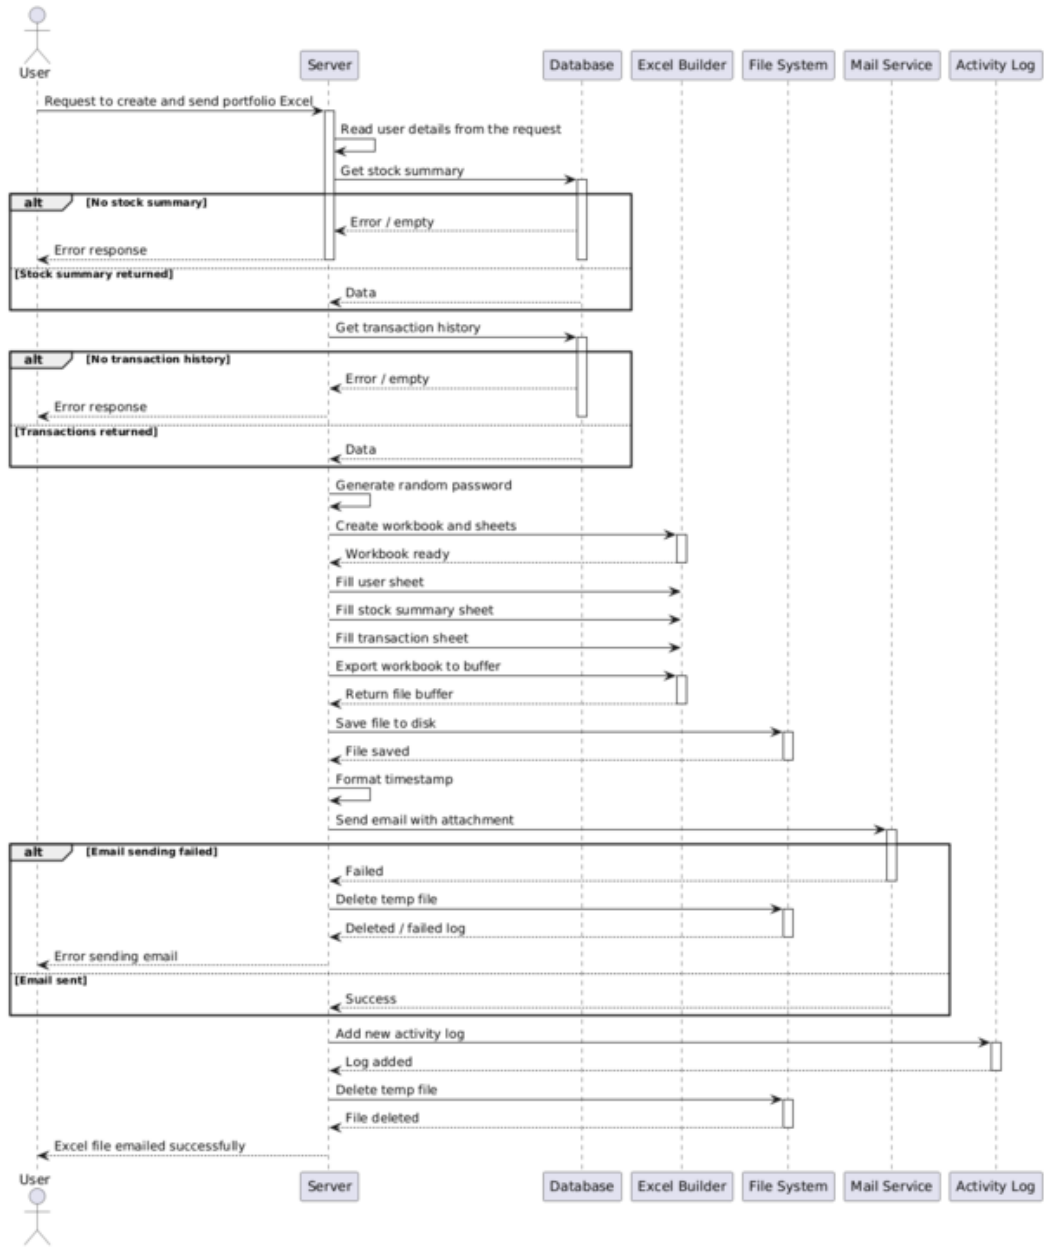 User
Server
Database
Excel Builder
File System
Mail Service
Activity Log
Request to create and send portfolio Excel
Read user details from the request
Get stock summary
alt [No stock summary]
Error / empty
Error response
[Stock summary returned]
Data
Get transaction history
alt [No transaction history]
Error / empty
Error response
[Transactions returned]
Data
Generate random password
Create workbook and sheets
Workbook ready
Fill user sheet
Fill stock summary sheet
Fill transaction sheet
Export workbook to buffer
Return file buffer
Save file to disk
File saved
Format timestamp
Send email with attachment
alt [Email sending failed]
Failed
Delete temp file
Deleted / failed log
Error sending email
[Email sent]
Success
Add new activity log
Log added
Delete temp file
File deleted
Excel file emailed successfully
User
Server
Database
Excel Builder
File System
Mail Service
Activity Log